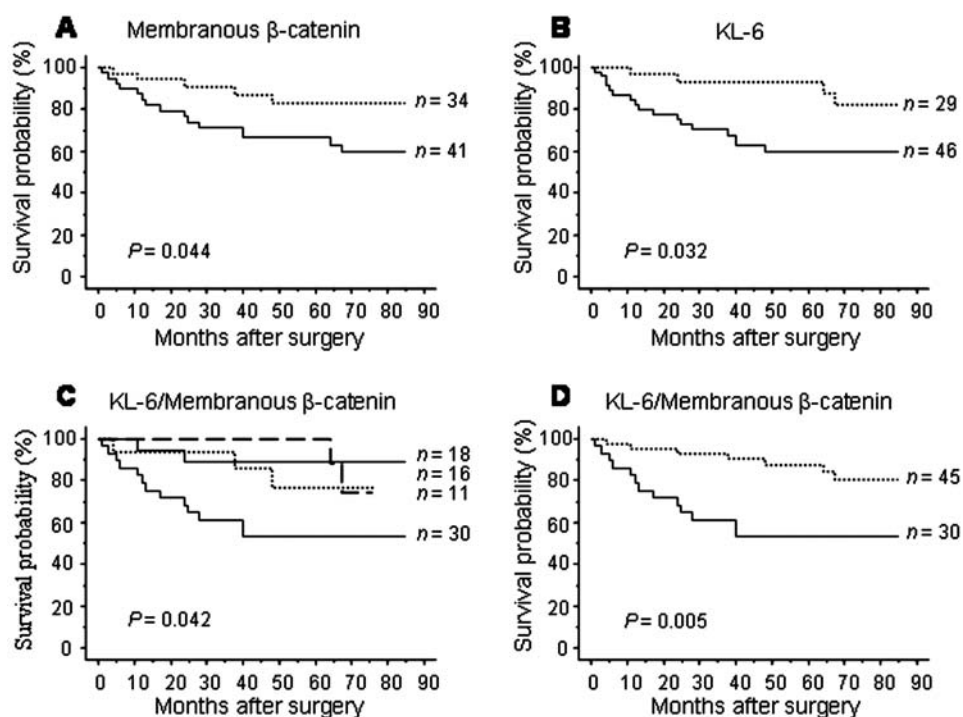 A Membranous β-catenin
Survival probability (%)
100
80
60
40
20
0
n = 34
n = 41
P = 0.044
0 10 20 30 40 50 60 70 80 90
Months after surgery
B KL-6
Survival probability (%)
100
80
60
40
20
0
n = 29
n = 46
P = 0.032
0 10 20 30 40 50 60 70 80 90
Months after surgery
C KL-6/Membranous β-catenin
Survival probability (%)
100
80
60
40
20
0
n = 18
n = 16
n = 11
n = 30
P = 0.042
0 10 20 30 40 50 60 70 80 90
Months after surgery
D KL-6/Membranous β-catenin
Survival probability (%)
100
80
60
40
20
0
n = 45
n = 30
P = 0.005
0 10 20 30 40 50 60 70 80 90
Months after surgery